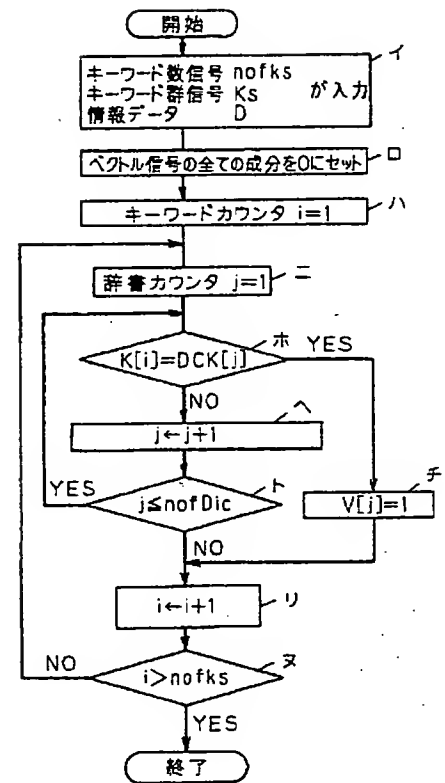 開始
イ
キーワード数信号 nofks
キーワード群信号 Ks が入力
情報データ D
ロ
ベクトル信号の全ての成分を0にセット
ハ
キーワードカウンタ i=1
ニ
辞書カウンタ j=1
ホ
K[i]=DCK[j]
YES
NO
ヘ
j←j+1
ト
YES
j≤nofDic
チ
V[j]=1
NO
リ
i←i+1
ヌ
NO
i>nofks
YES
終了